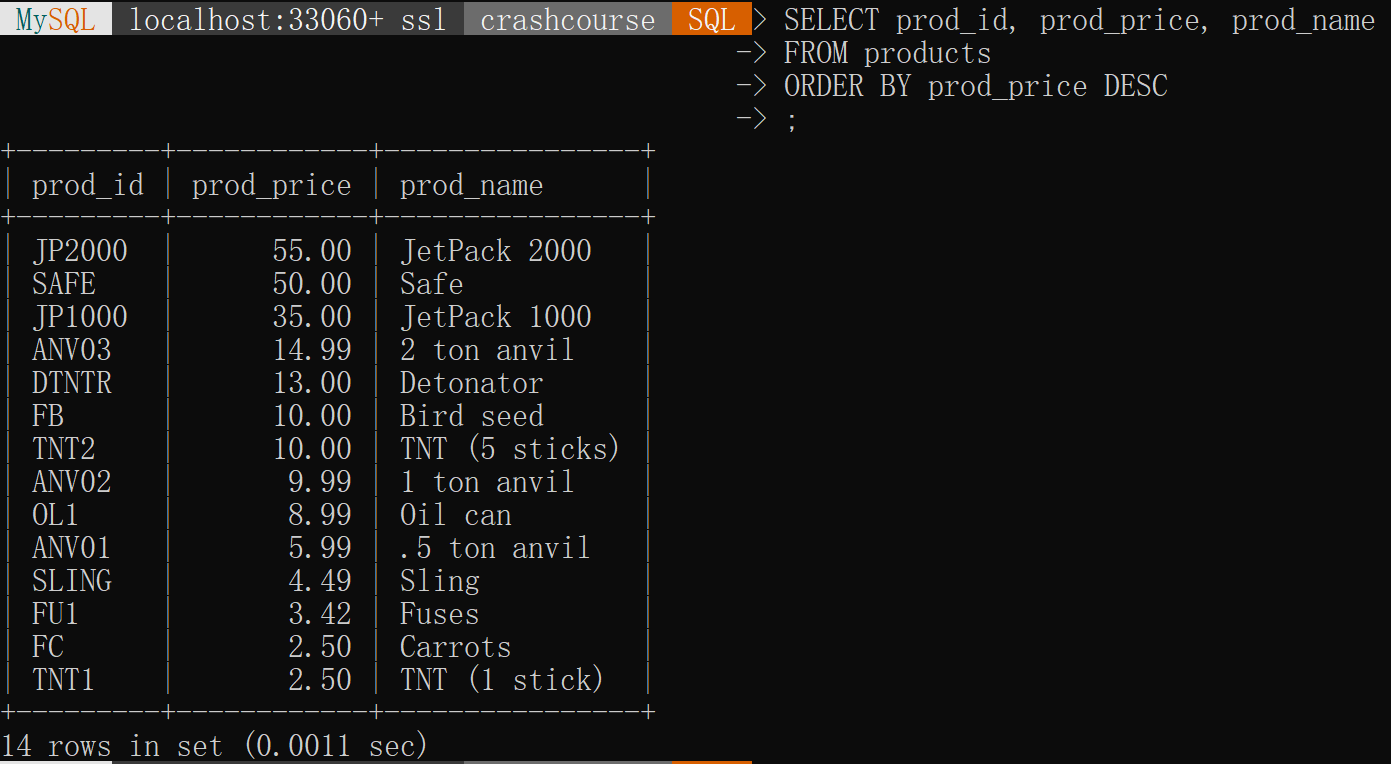 MySQL localhost:33060+ ssl crashcourse SQL > SELECT prod_id, prod_price, prod_name
-> FROM products
-> ORDER BY prod_price DESC
-> ;
+---------+------------+----------------+
| prod_id | prod_price | prod_name      |
+---------+------------+----------------+
| JP2000  |      55.00 | JetPack 2000   |
| SAFE    |      50.00 | Safe           |
| JP1000  |      35.00 | JetPack 1000   |
| ANV03   |      14.99 | 2 ton anvil    |
| DTNTR   |      13.00 | Detonator      |
| FB      |      10.00 | Bird seed      |
| TNT2    |      10.00 | TNT (5 sticks) |
| ANV02   |       9.99 | 1 ton anvil    |
| OL1     |       8.99 | Oil can        |
| ANV01   |       5.99 | .5 ton anvil   |
| SLING   |       4.49 | Sling          |
| FU1     |       3.42 | Fuses          |
| FC      |       2.50 | Carrots        |
| TNT1    |       2.50 | TNT (1 stick)  |
+---------+------------+----------------+
14 rows in set (0.0011 sec)